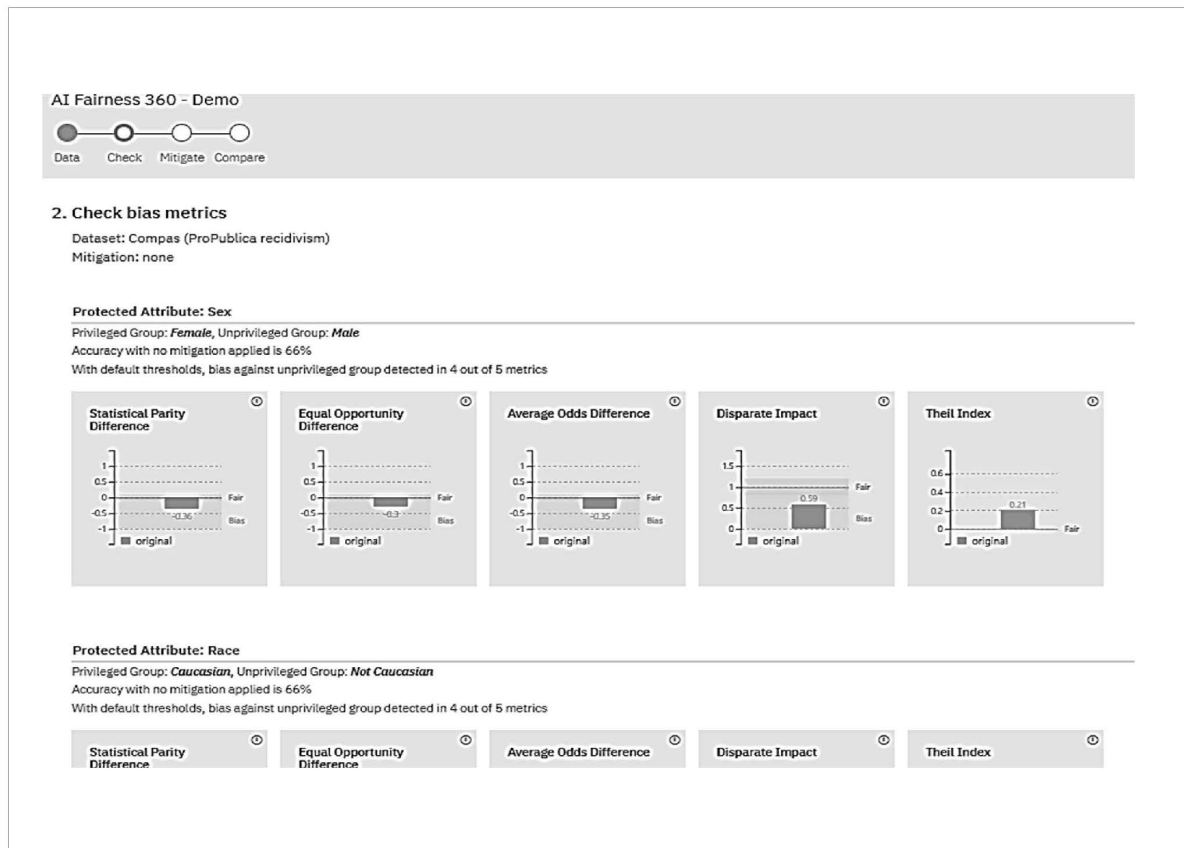 AI Fairness 360 - Demo
Data Check Mitigate Compare
2. Check bias metrics
Dataset: Compas (ProPublica recidivism)
Mitigation: none
Protected Attribute: Sex
Privileged Group: Female, Unprivileged Group: Male
Accuracy with no mitigation applied is 66%
With default thresholds, bias against unprivileged group detected in 4 out of 5 metrics
Statistical Parity
Difference
1
0.5
0 Fair
-0.5 -0.36 Bias
-1
original
Equal Opportunity
Difference
1
0.5
0 Fair
-0.5 -0.3 Bias
-1
original
Average Odds Difference
1
0.5
0 Fair
-0.5 -0.35 Bias
-1
original
Disparate Impact
1.5
1 Fair
0.59
0.5 Bias
0
original
Theil Index
0.6
0.4
0.21
0.2
0 Fair
original
Protected Attribute: Race
Privileged Group: Caucasian, Unprivileged Group: Not Caucasian
Accuracy with no mitigation applied is 66%
With default thresholds, bias against unprivileged group detected in 4 out of 5 metrics
Statistical Parity
Difference
Equal Opportunity
Difference
Average Odds Difference
Disparate Impact
Theil Index